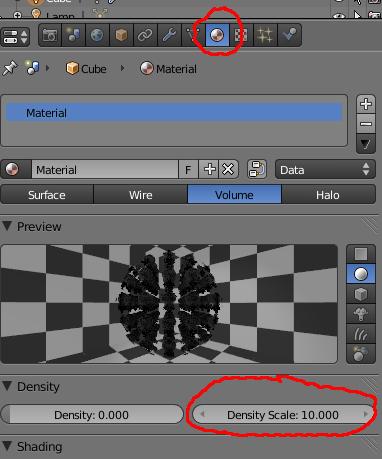 Cube
Lamp
Cube Material
Material
Material F Data
Surface Wire Volume Halo
Preview
Density
Density: 0.000 Density Scale: 10.000
Shading